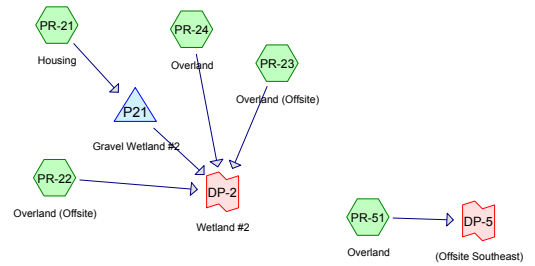 PR-21
Housing
PR-24
Overland
PR-23
Overland (Offsite)
P21
Gravel Wetland #2
PR-22
Overland (Offsite)
DP-2
Wetland #2
PR-51
Overland
DP-5
(Offsite Southeast)